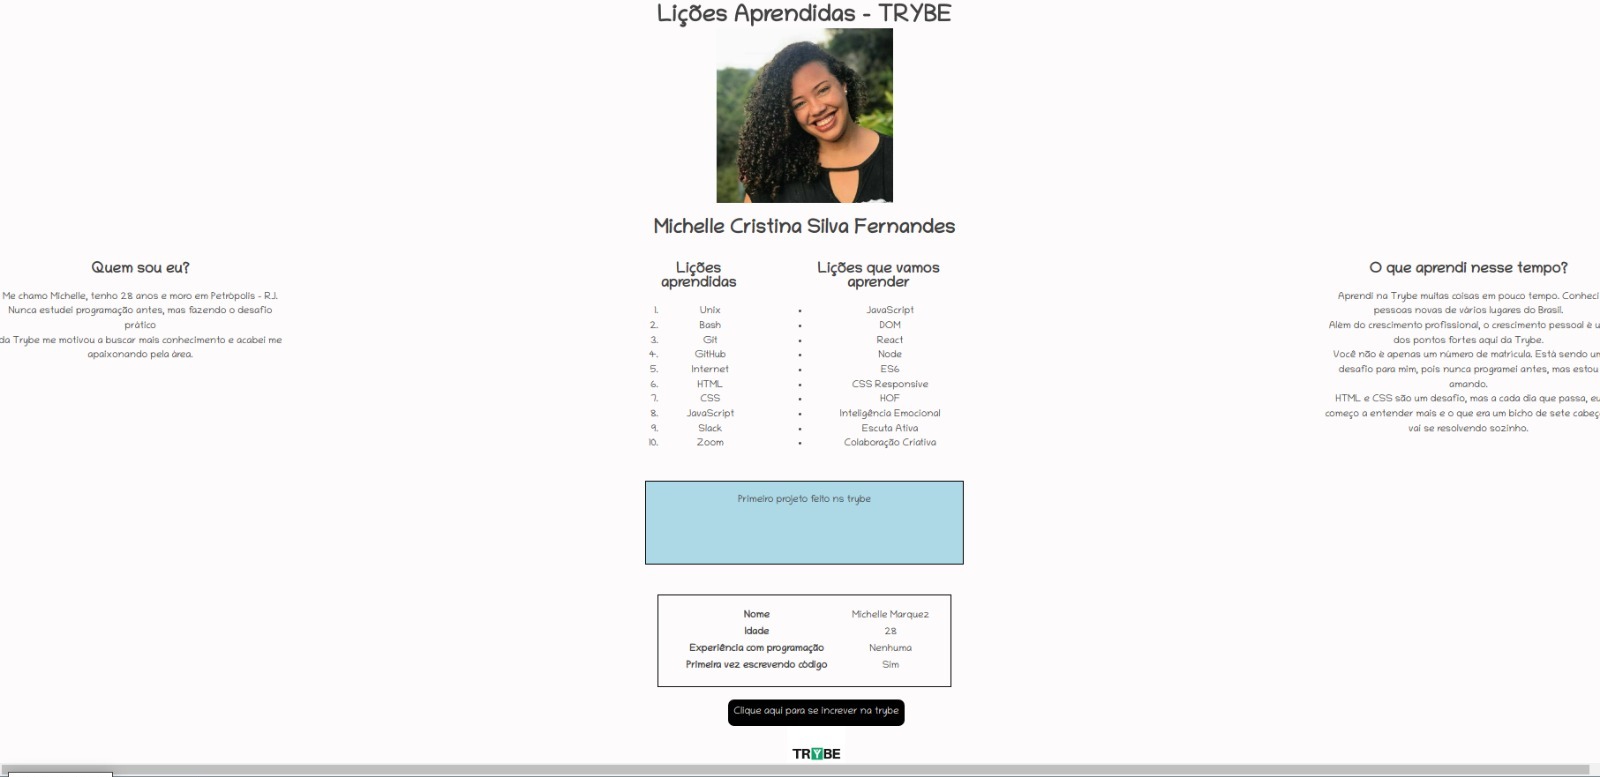 Lições Aprendidas - TRYBE
Michelle Cristina Silva Fernandes
Quem sou eu?
Me chamo Michelle, tenho 28 anos e moro em Petrópolis - RJ.
Nunca estudei programação antes, mas fazendo o desafio
prático
da Trybe me motivou a buscar mais conhecimento e acabei me
apaixonando pela área.
Lições
aprendidas
1. Unix
2. Bash
3. Git
4. GitHub
5. Internet
6. HTML
7. CSS
8. JavaScript
9. Slack
10. Zoom
Lições que vamos
aprender
• JavaScript
• DOM
• React
• Node
• ES6
• CSS Responsive
• HOF
• Inteligência Emocional
• Escuta Ativa
• Colaboração Criativa
O que aprendi nesse tempo?
Aprendi na Trybe muitas coisas em pouco tempo. Conheci
pessoas novas de vários lugares do Brasil.
Além do crescimento profissional, o crescimento pessoal é
dos pontos fortes aqui da Trybe.
Você não é apenas um número de matrícula. Está sendo
desafio para mim, pois nunca programei antes, mas estou
amando.
HTML e CSS são um desafio, mas a cada dia que passa, eu
começo a entender mais e o que era um bicho de sete
vai se resolvendo sozinho.
Primeiro projeto feito ns trybe
Nome Michelle Marquez
Idade 28
Experiência com programação Nenhuma
Primeira vez escrevendo código Sim
Clique aqui para se increver na trybe
TRYBE